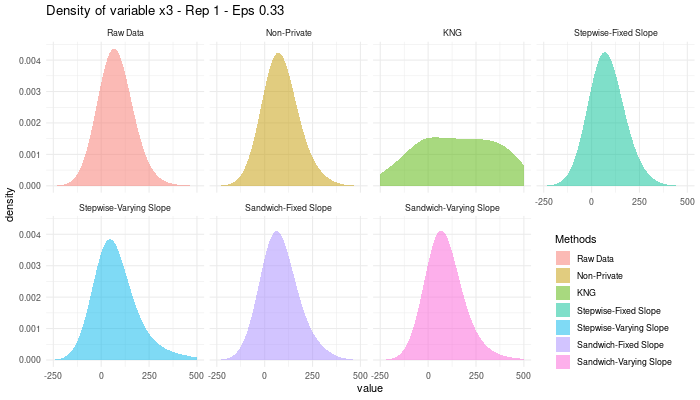 Density of variable x3 - Rep 1 - Eps 0.33
Raw Data
Non-Private
KNG
Stepwise-Fixed Slope
0.004
0.003
0.002
0.001
0.000
-250 0 250 500
density
Stepwise-Varying Slope
Sandwich-Fixed Slope
Sandwich-Varying Slope
0.004
0.003
0.002
0.001
0.000
-250 0 250 500
-250 0 250 500
-250 0 250 500
value
Methods
Raw Data
Non-Private
KNG
Stepwise-Fixed Slope
Stepwise-Varying Slope
Sandwich-Fixed Slope
Sandwich-Varying Slope